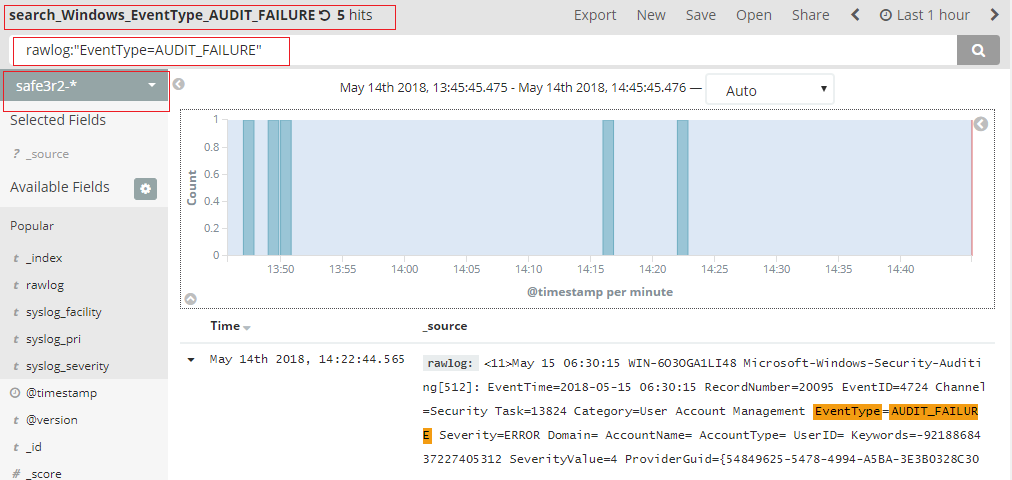 search_Windows_EventType_AUDIT_FAILURE 5 hits
Export New Save Open Share Last 1 hour
rawlog:"EventType=AUDIT_FAILURE"
safe3r2-*
May 14th 2018, 13:45:45.475 - May 14th 2018, 14:45:45.476 — Auto
Selected Fields
? _source
Available Fields
Popular
t _index
t rawlog
t syslog_facility
t syslog_pri
t syslog_severity
@timestamp
t @version
t _id
# _score
Count
1
0.8
0.6
0.4
0.2
0
13:50 13:55 14:00 14:05 14:10 14:15 14:20 14:25 14:30 14:35 14:40
@timestamp per minute
Time _source
May 14th 2018, 14:22:44.565
rawlog: <11>May 15 06:30:15 WIN-6O3OGA1LI48 Microsoft-Windows-Security-Auditi
ng[512]: EventTime=2018-05-15 06:30:15 RecordNumber=20095 EventID=4724 Channel
=Security Task=13824 Category=User Account Management EventType=AUDIT_FAILUR
E Severity=ERROR Domain= AccountName= AccountType= UserID= Keywords=-92188684
37227405312 SeverityValue=4 ProviderGuid={54849625-5478-4994-A5BA-3E3B0328C30